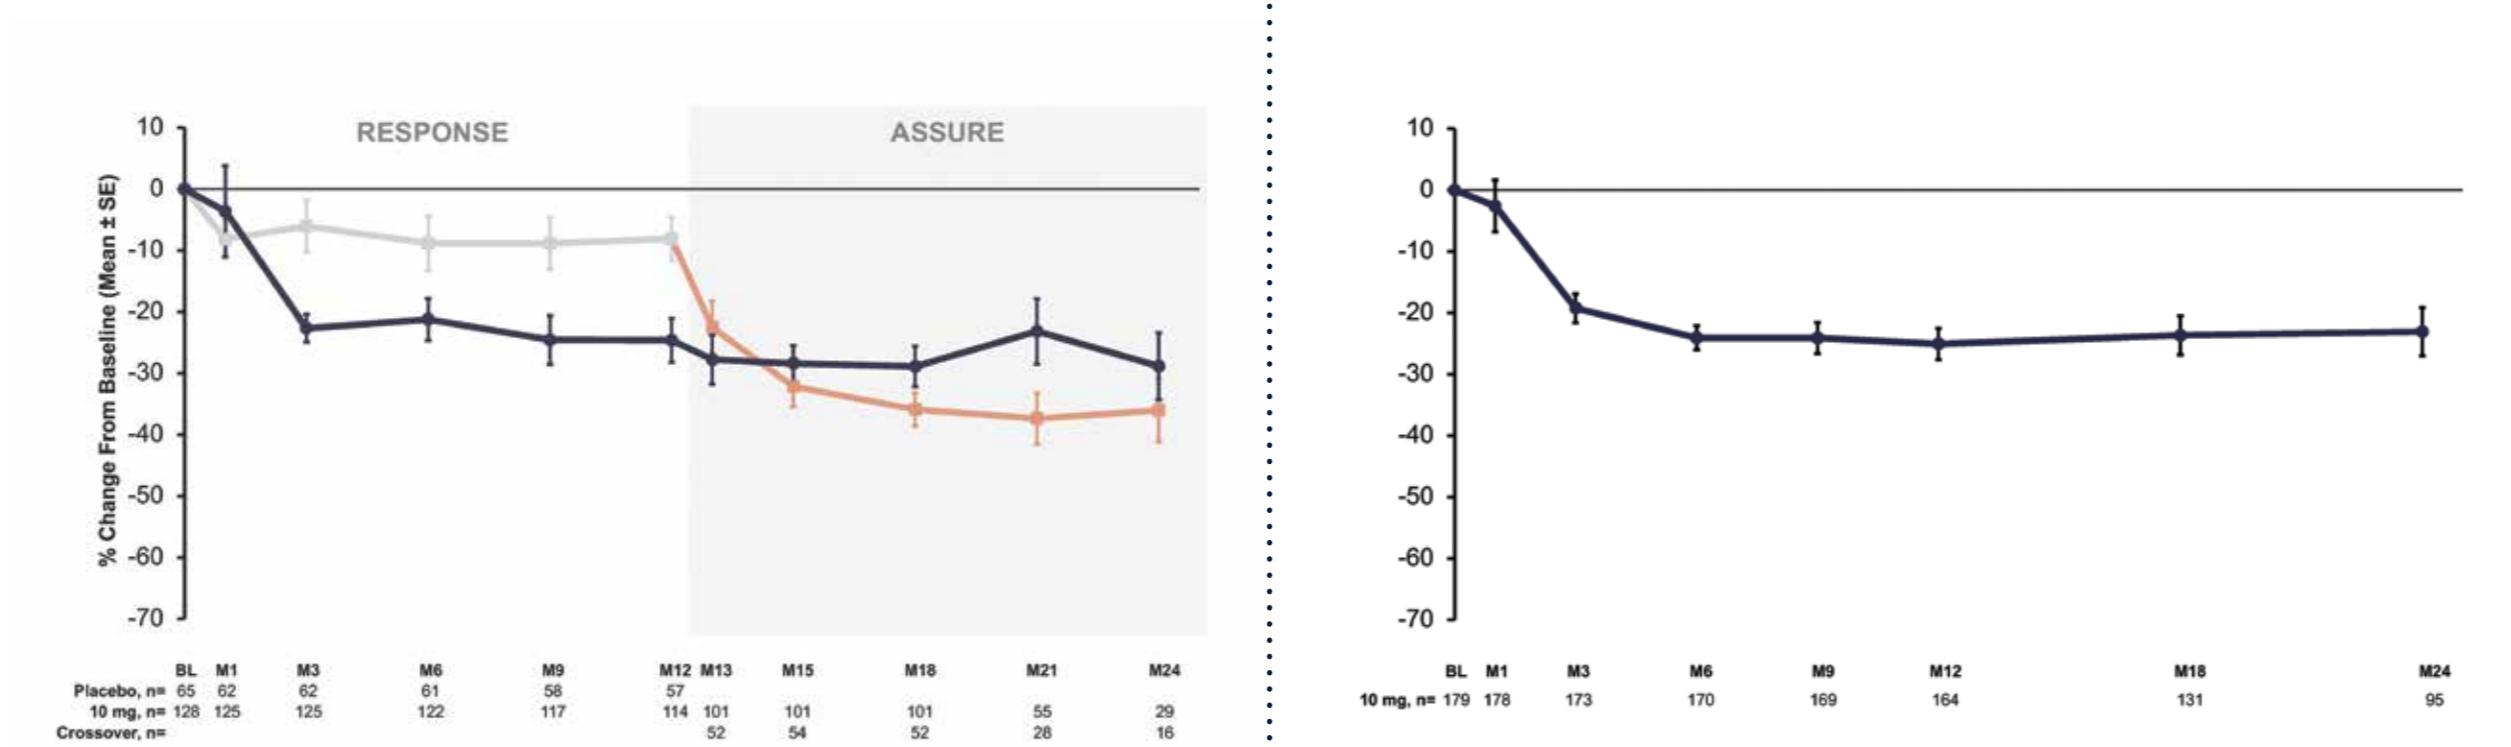 RESPONSE
ASSURE
% Change From Baseline (Mean ± SE)
10
0
-10
-20
-30
-40
-50
-60
-70
BL M1 M3 M6 M9 M12 M13 M15 M18 M21 M24
Placebo, n= 65 62 62 61 58 57
10 mg, n= 128 125 125 122 117 114 101 101 101 55 29
Crossover, n= 52 54 52 28 16
10
0
-10
-20
-30
-40
-50
-60
-70
BL M1 M3 M6 M9 M12 M18 M24
10 mg, n= 179 178 173 170 169 164 131 95